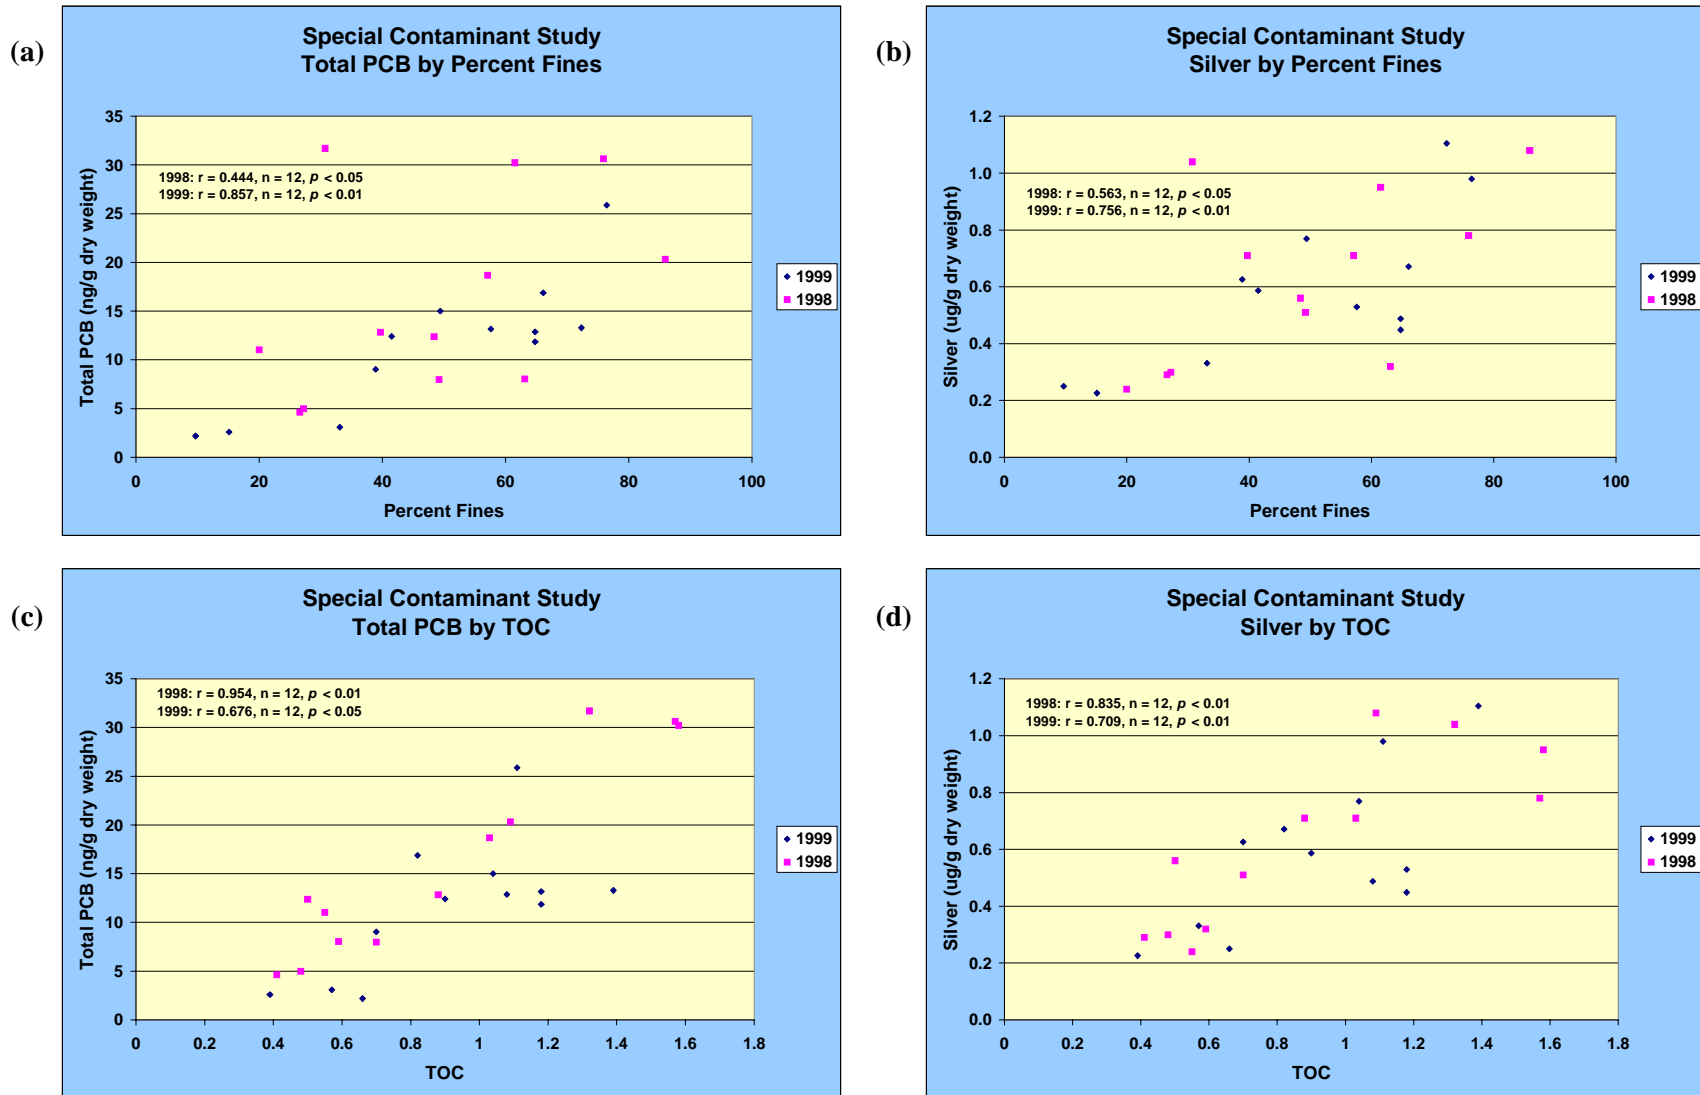 (a)
Special Contaminant Study
Total PCB by Percent Fines
Total PCB (ng/g dry weight)
35
30
25
20
15
10
5
0
1998: r = 0.444, n = 12, p < 0.05
1999: r = 0.857, n = 12, p < 0.01
0 20 40 60 80 100
Percent Fines
1999
1998
(b)
Special Contaminant Study
Silver by Percent Fines
Silver (ug/g dry weight)
1.2
1.0
0.8
0.6
0.4
0.2
0.0
1998: r = 0.563, n = 12, p < 0.05
1999: r = 0.756, n = 12, p < 0.01
0 20 40 60 80 100
Percent Fines
1999
1998
(c)
Special Contaminant Study
Total PCB by TOC
Total PCB (ng/g dry weight)
35
30
25
20
15
10
5
0
1998: r = 0.954, n = 12, p < 0.01
1999: r = 0.676, n = 12, p < 0.05
0 0.2 0.4 0.6 0.8 1 1.2 1.4 1.6 1.8
TOC
1999
1998
(d)
Special Contaminant Study
Silver by TOC
Silver (ug/g dry weight)
1.2
1.0
0.8
0.6
0.4
0.2
0.0
1998: r = 0.835, n = 12, p < 0.01
1999: r = 0.709, n = 12, p < 0.01
0 0.2 0.4 0.6 0.8 1 1.2 1.4 1.6 1.8
TOC
1999
1998